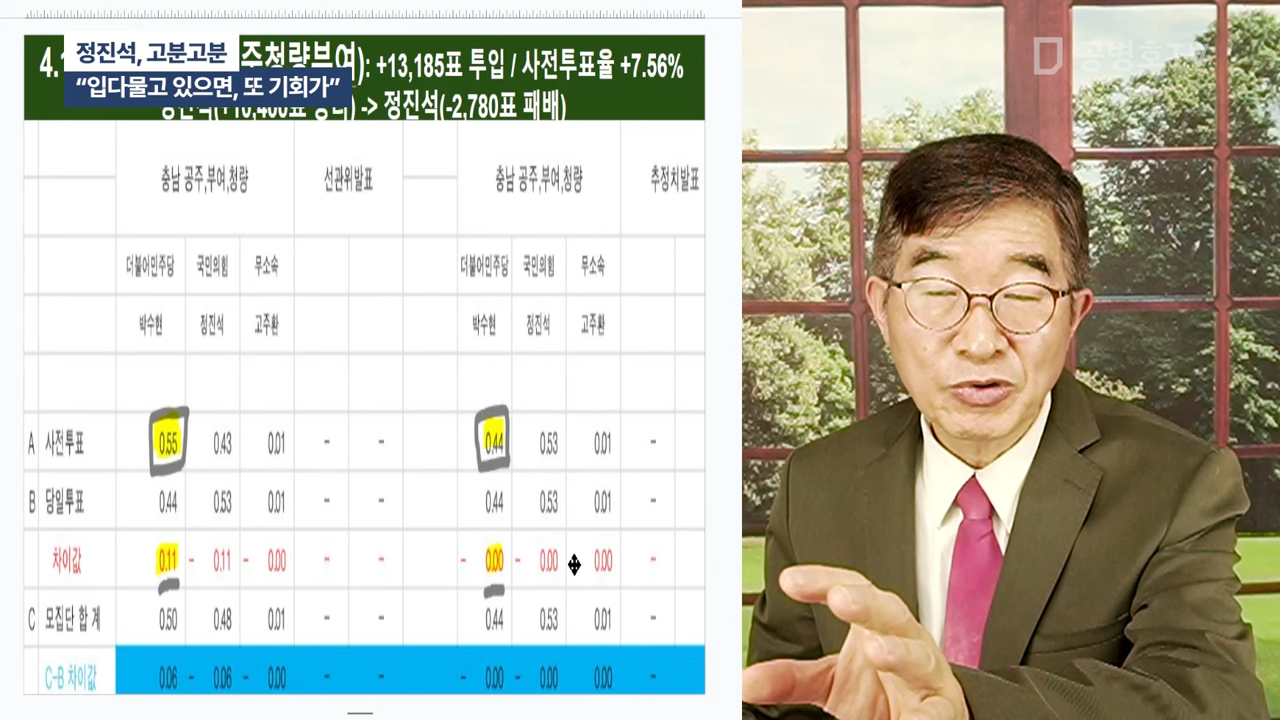 정진석, 고분고분
"입다물고 있으면, 또 기회가"
): +13,185표 투입 / 사전투표율 +7.56%
-> 정진석(-2,780표 패배)
충남 공주,부여,청량 선관위발표 충남 공주,부여,청량 추정치발표
더불어민주당 국민의힘 무소속 더불어민주당 국민의힘 무소속
박수현 정진석 고주환 박수현 정진석 고주환
A 사전투표 0.55 0.43 0.01 - - 0.44 0.53 0.01 -
B 당일투표 0.44 0.53 0.01 - - 0.44 0.53 0.01 -
차이값 0.11 - 0.11 - 0.00 - - - 0.00 - 0.00 - 0.00 -
C 모집단 합 계 0.50 0.48 0.01 - - 0.44 0.53 0.01 -
C-B 차이값 0.06 - 0.06 - 0.00 - - - 0.00 - 0.00 - 0.00 -
공병호TV